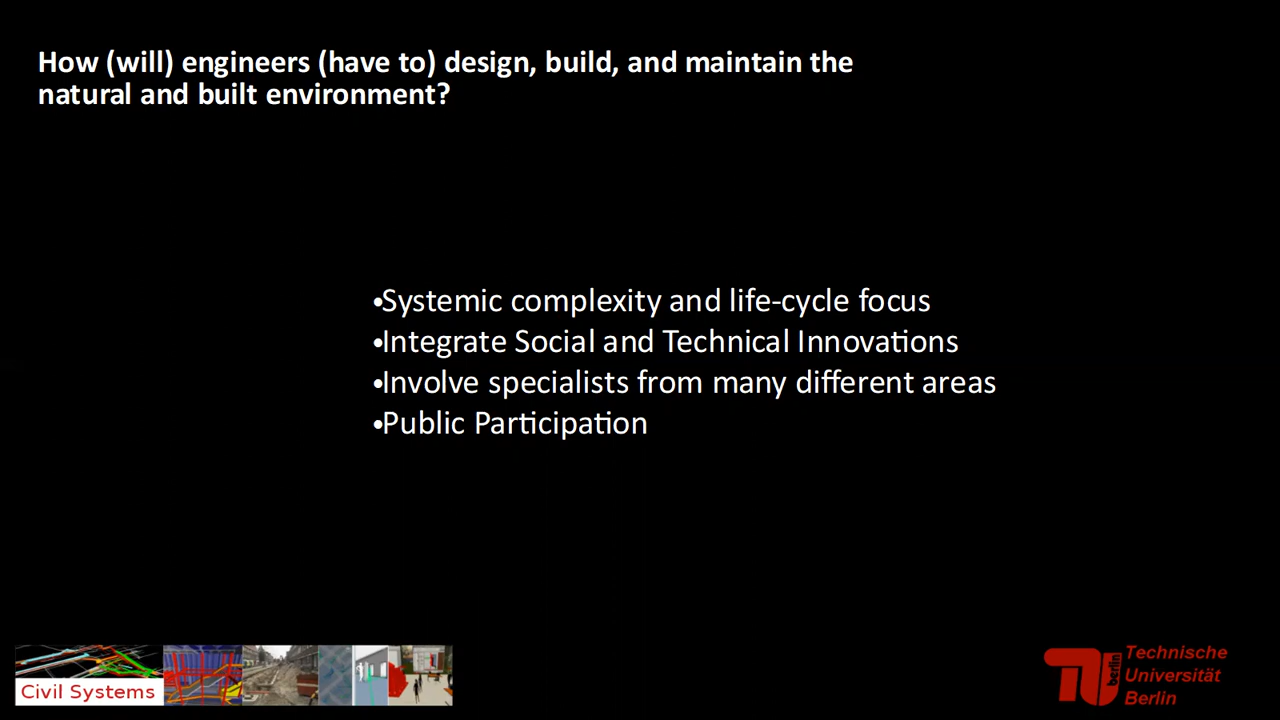 How (will) engineers (have to) design, build, and maintain the
natural and built environment?
•Systemic complexity and life-cycle focus
•Integrate Social and Technical Innovations
•Involve specialists from many different areas
•Public Participation
Civil Systems
berlin
Technische
Universität
Berlin